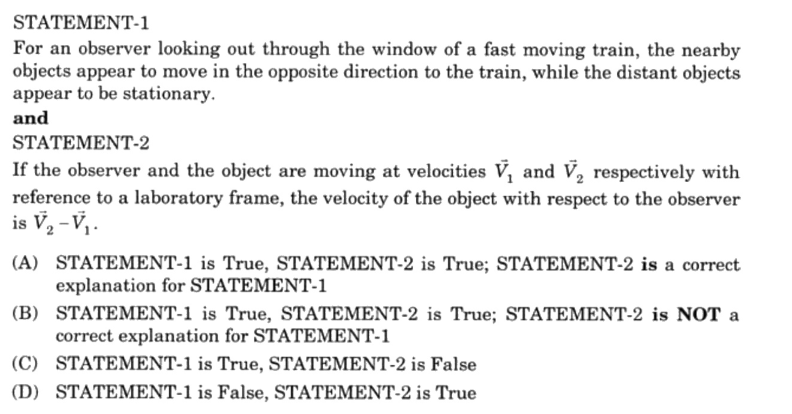 STATEMENT-1
For an observer looking out through the window of a fast moving train, the nearby
objects appear to move in the opposite direction to the train, while the distant objects
appear to be stationary.
and
STATEMENT-2
If the observer and the object are moving at velocities $\vec{V}_1$ and $\vec{V}_2$ respectively with
reference to a laboratory frame, the velocity of the object with respect to the observer
is $\vec{V}_2 - \vec{V}_1$.
(A) STATEMENT-1 is True, STATEMENT-2 is True; STATEMENT-2 is a correct
explanation for STATEMENT-1
(B) STATEMENT-1 is True, STATEMENT-2 is True; STATEMENT-2 is NOT a
correct explanation for STATEMENT-1
(C) STATEMENT-1 is True, STATEMENT-2 is False
(D) STATEMENT-1 is False, STATEMENT-2 is True